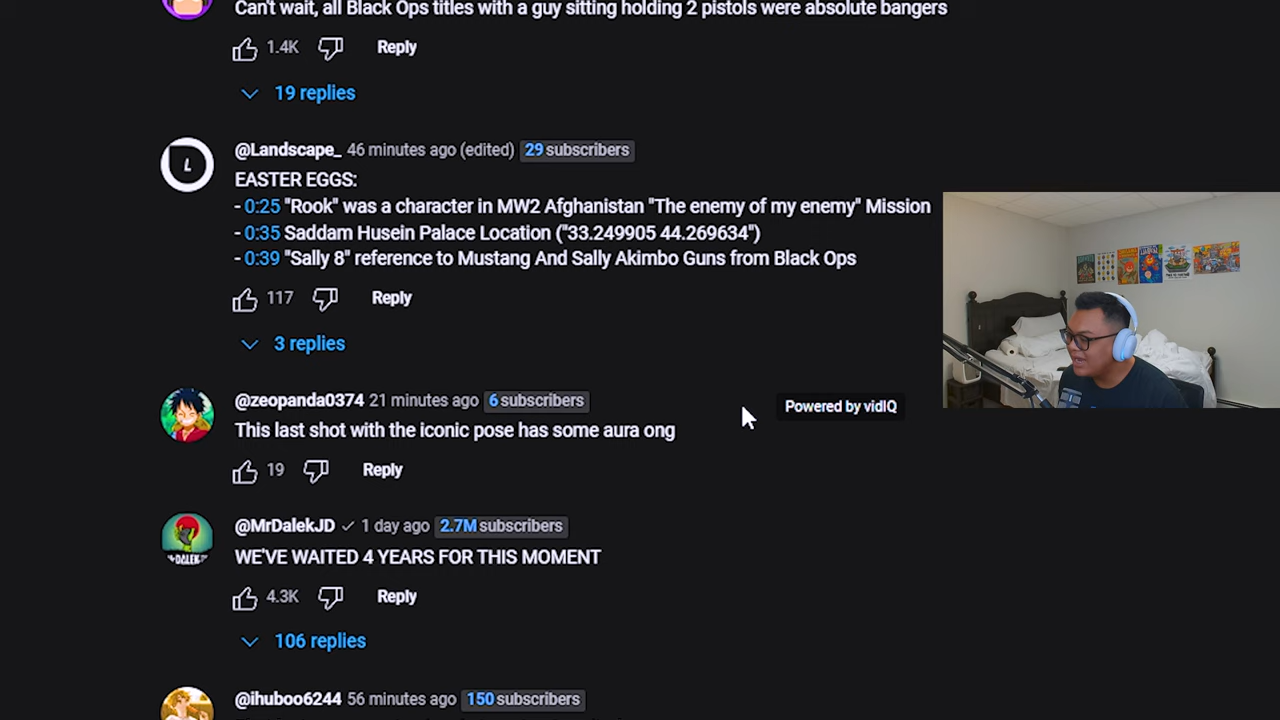 Can't wait, all Black Ops titles with a guy sitting holding 2 pistols were absolute bangers
1.4K Reply
19 replies
@Landscape_ 46 minutes ago (edited) 29 subscribers
EASTER EGGS:
- 0:25 "Rook" was a character in MW2 Afghanistan "The enemy of my enemy" Mission
- 0:35 Saddam Husein Palace Location ("33.249905 44.269634")
- 0:39 "Sally 8" reference to Mustang And Sally Akimbo Guns from Black Ops
117 Reply
3 replies
@zeopanda0374 21 minutes ago 6 subscribers
Powered by vidIQ
This last shot with the iconic pose has some aura ong
19 Reply
@MrDalekJD 1 day ago 2.7M subscribers
WE'VE WAITED 4 YEARS FOR THIS MOMENT
4.3K Reply
106 replies
@ihuboo6244 56 minutes ago 150 subscribers